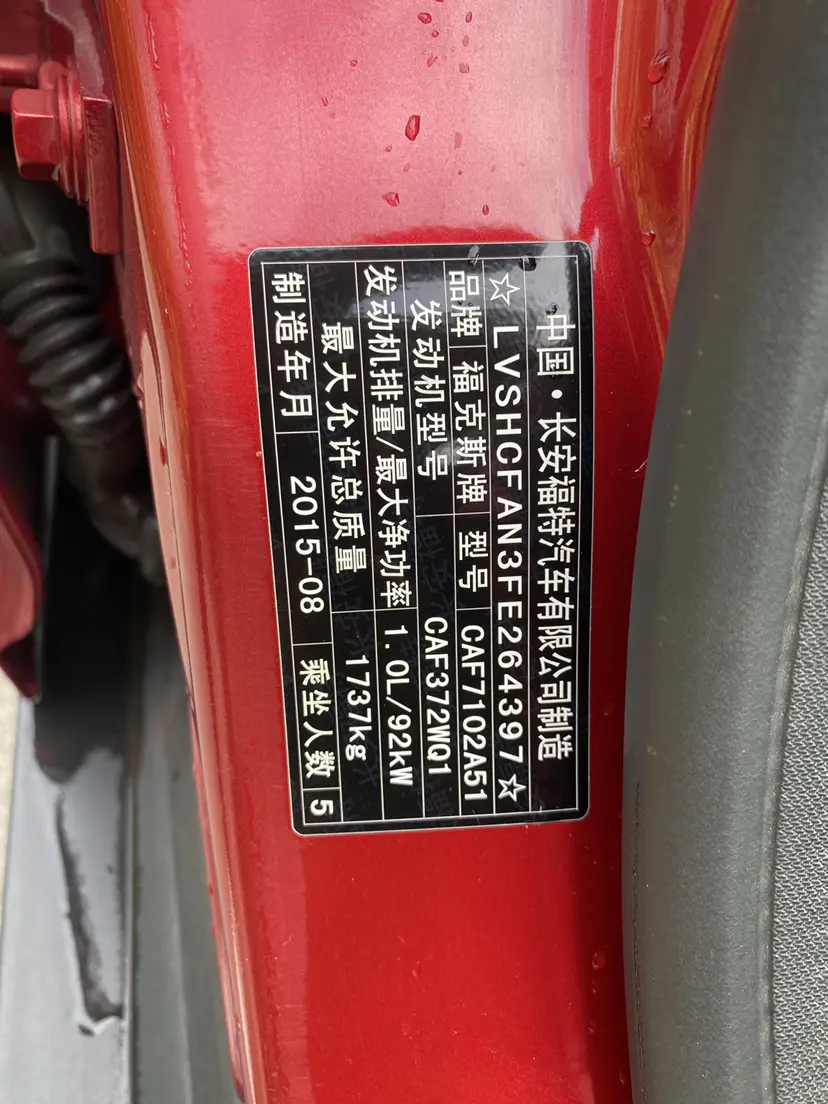 中国·长安福特汽车有限公司制造
☆LVSHCFAN3FE264397☆
品牌 福克斯牌 型号 CAF7102A51
发动机型号 CAF372WQ1
发动机排量/最大净功率 1.0L/92kW
最大允许总质量 1737kg
制造年月 2015-08 乘坐人数 5